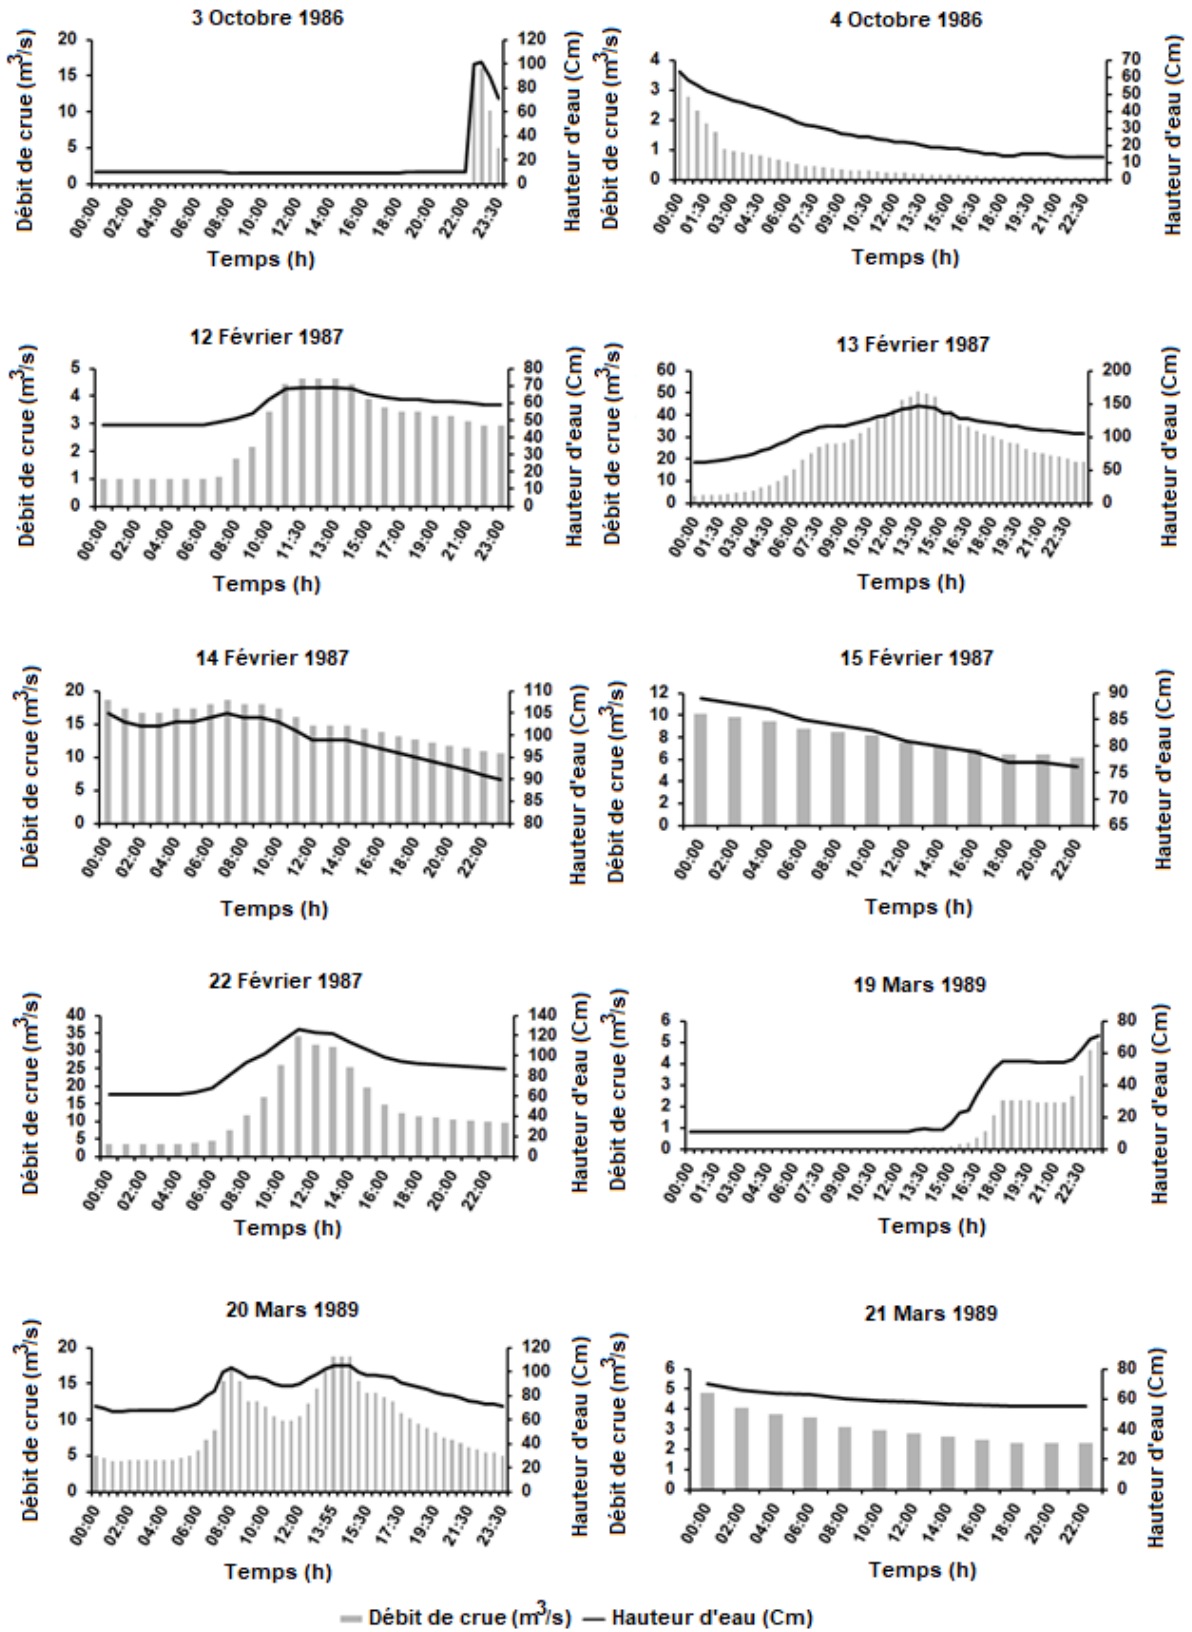 3 Octobre 1986
Débit de crue (m³/s)
20
15
10
5
0
120
100
80
60
40
20
0
Hauteur d'eau (Cm)
00:00 02:00 04:00 06:00 08:00 10:00 12:00 14:00 16:00 18:00 20:00 22:00 23:30
Temps (h)
4 Octobre 1986
Débit de crue (m³/s)
4
3
2
1
0
70
60
50
40
30
20
10
0
Hauteur d'eau (Cm)
00:00 01:30 03:00 04:30 06:00 07:30 09:00 10:30 12:00 13:30 15:00 16:30 18:00 19:30 21:00 22:30
Temps (h)
12 Février 1987
Débit de crue (m³/s)
5
4
3
2
1
0
80
70
60
50
40
30
20
10
0
Hauteur d'eau (Cm)
00:00 02:00 04:00 06:00 08:00 10:00 11:30 13:00 15:00 17:00 19:00 21:00 23:00
Temps (h)
13 Février 1987
Débit de crue (m³/s)
60
50
40
30
20
10
0
200
150
100
50
0
Hauteur d'eau (Cm)
00:00 01:30 03:00 04:30 06:00 07:30 09:00 10:30 12:00 13:30 15:00 16:30 18:00 19:30 21:00 22:30
Temps (h)
14 Février 1987
Débit de crue (m³/s)
20
15
10
5
0
110
105
100
95
90
85
80
Hauteur d'eau (Cm)
00:00 02:00 04:00 06:00 08:00 10:00 12:00 14:00 16:00 18:00 20:00 22:00
Temps (h)
15 Février 1987
Débit de crue (m³/s)
12
10
8
6
4
2
0
90
85
80
75
70
65
Hauteur d'eau (Cm)
00:00 02:00 04:00 06:00 08:00 10:00 12:00 14:00 16:00 18:00 20:00 22:00
Temps (h)
22 Février 1987
Débit de crue (m³/s)
40
35
30
25
20
15
10
5
0
140
120
100
80
60
40
20
0
Hauteur d'eau (Cm)
00:00 02:00 04:00 06:00 08:00 10:00 12:00 14:00 16:00 18:00 20:00 22:00
Temps (h)
19 Mars 1989
Débit de crue (m³/s)
6
5
4
3
2
1
0
80
60
40
20
0
Hauteur d'eau (Cm)
00:00 01:30 03:00 04:30 06:00 07:30 09:00 10:30 12:00 13:30 15:00 16:30 18:00 19:30 21:00 22:30
Temps (h)
20 Mars 1989
Débit de crue (m³/s)
20
15
10
5
0
120
100
80
60
40
20
0
Hauteur d'eau (Cm)
00:00 02:00 04:00 06:00 08:00 10:00 12:00 13:55 15:30 17:30 19:30 21:30 23:30
Temps (h)
21 Mars 1989
Débit de crue (m³/s)
6
5
4
3
2
1
0
80
60
40
20
0
Hauteur d'eau (Cm)
00:00 02:00 04:00 06:00 08:00 10:00 12:00 14:00 16:00 18:00 20:00 22:00
Temps (h)
Débit de crue (m³/s) Hauteur d'eau (Cm)